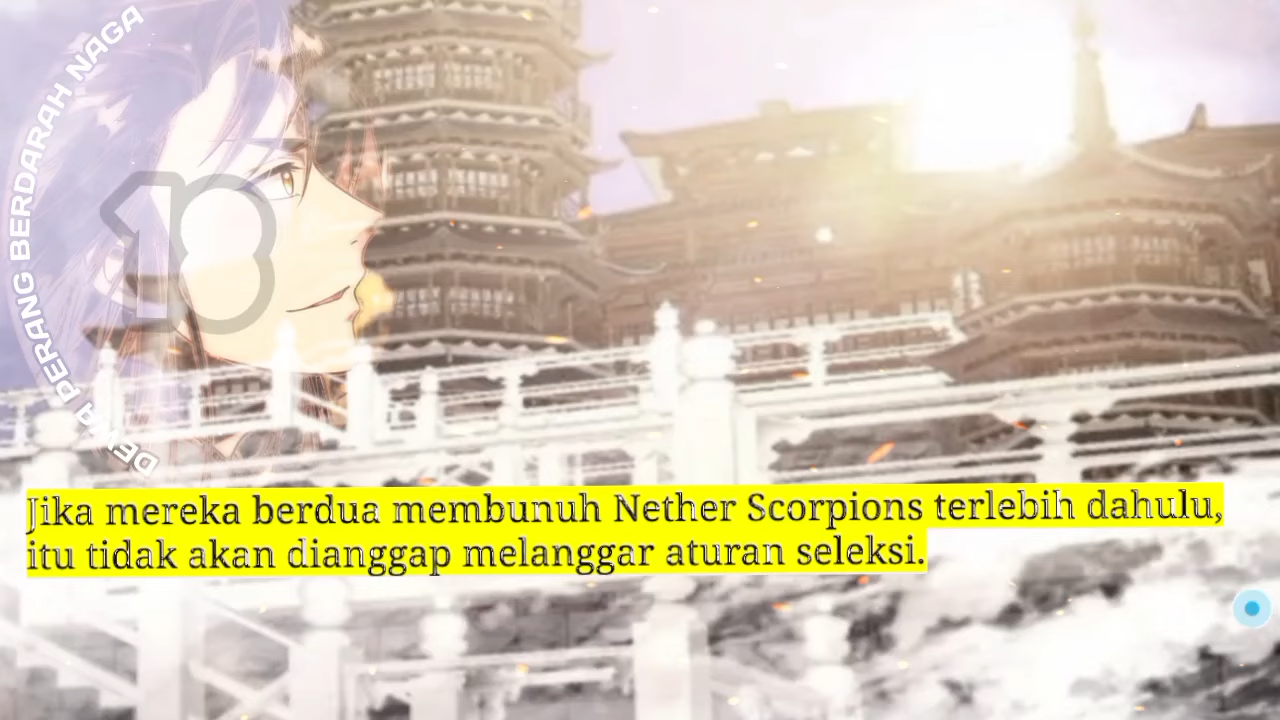 DEWA PERANG BERDARAH NAGA
18
Jika mereka berdua membunuh Nether Scorpions terlebih dahulu,
itu tidak akan dianggap melanggar aturan seleksi.